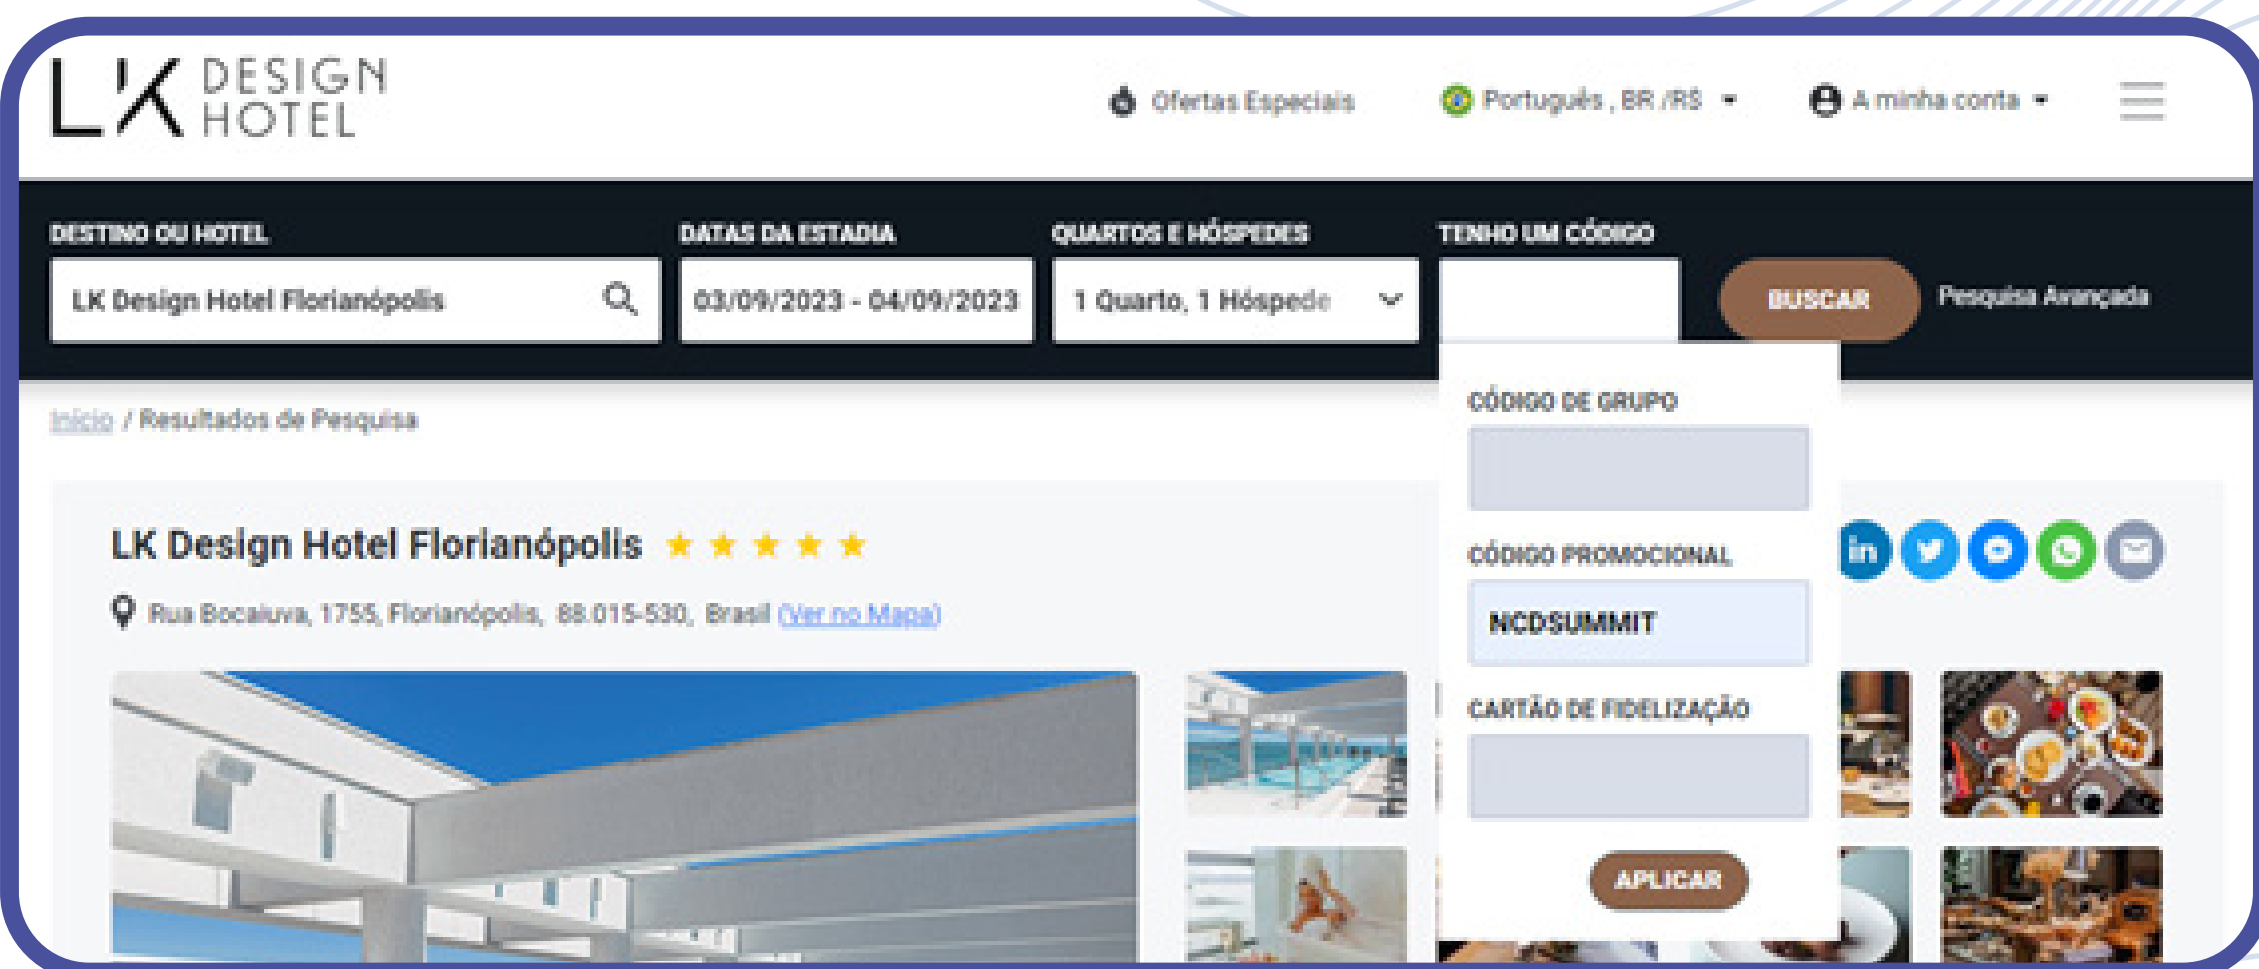 LK DESIGN
HOTEL
Ofertas Especiais
Português , BR /R$
A minha conta
DESTINO OU HOTEL
DATAS DA ESTADIA
QUARTOS E HÓSPEDES
TENHO UM CÓDIGO
LK Design Hotel Florianópolis
03/09/2023 - 04/09/2023
1 Quarto, 1 Hóspede
BUSCAR
Pesquisa Avançada
Início / Resultados de Pesquisa
CÓDIGO DE GRUPO
LK Design Hotel Florianópolis
in
CÓDIGO PROMOCIONAL
NCDSUMMIT
Rua Bocaiuva, 1755, Florianópolis, 88.015-530, Brasil (Ver no Mapa)
CARTÃO DE FIDELIZAÇÃO
APLICAR